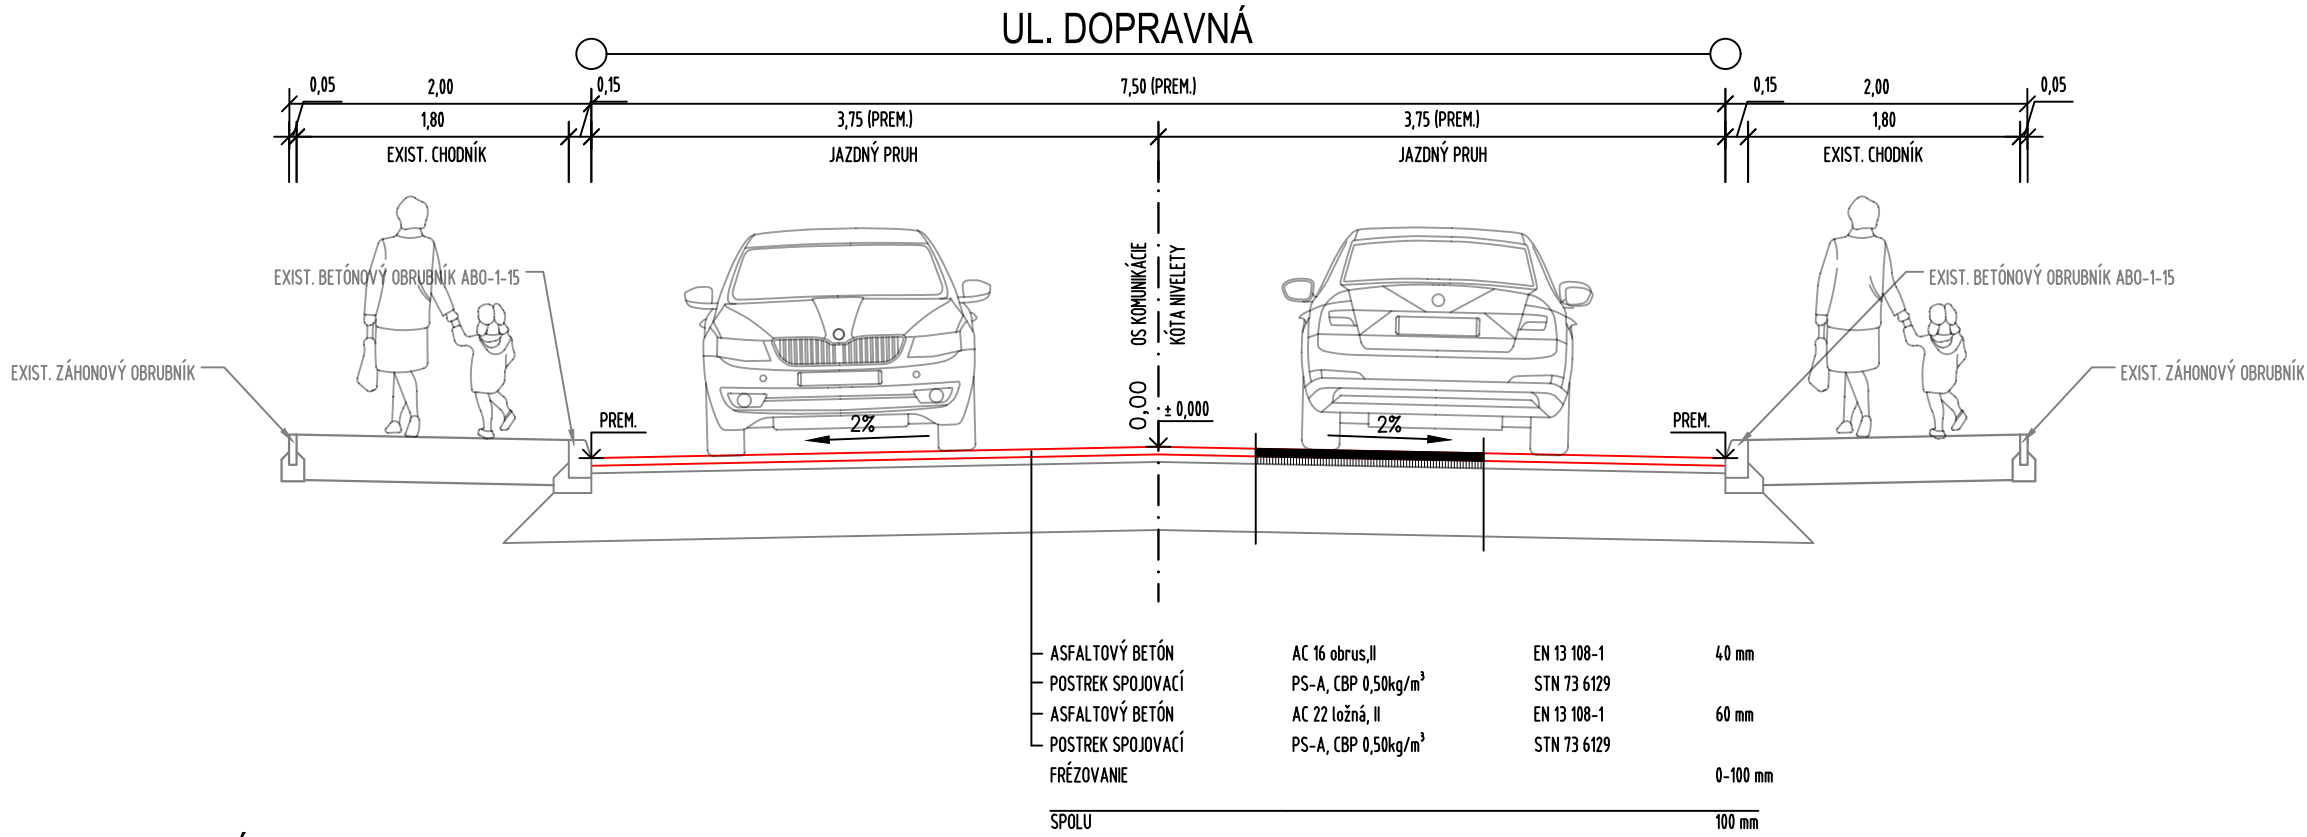 UL. DOPRAVNÁ
0,05 2,00 0,15 7,50 (PREM.) 0,15 2,00 0,05
1,80 3,75 (PREM.) 3,75 (PREM.) 1,80
EXIST. CHODNÍK JAZDNÝ PRUH JAZDNÝ PRUH EXIST. CHODNÍK
OS KOMUNIKÁCIE
KÓTA NIVELETY
EXIST. BETÓNOVÝ OBRUBNÍK ABO-1-15
EXIST. BETÓNOVÝ OBRUBNÍK ABO-1-15
EXIST. ZÁHONOVÝ OBRUBNÍK
EXIST. ZÁHONOVÝ OBRUBNÍK
0,00
± 0,000
PREM. 2% 2% PREM.
ASFALTOVÝ BETÓN AC 16 obrus,II EN 13 108-1 40 mm
POSTREK SPOJOVACÍ PS-A, CBP 0,50kg/m³ STN 73 6129
ASFALTOVÝ BETÓN AC 22 ložná, II EN 13 108-1 60 mm
POSTREK SPOJOVACÍ PS-A, CBP 0,50kg/m³ STN 73 6129
FRÉZOVANIE 0-100 mm
SPOLU 100 mm